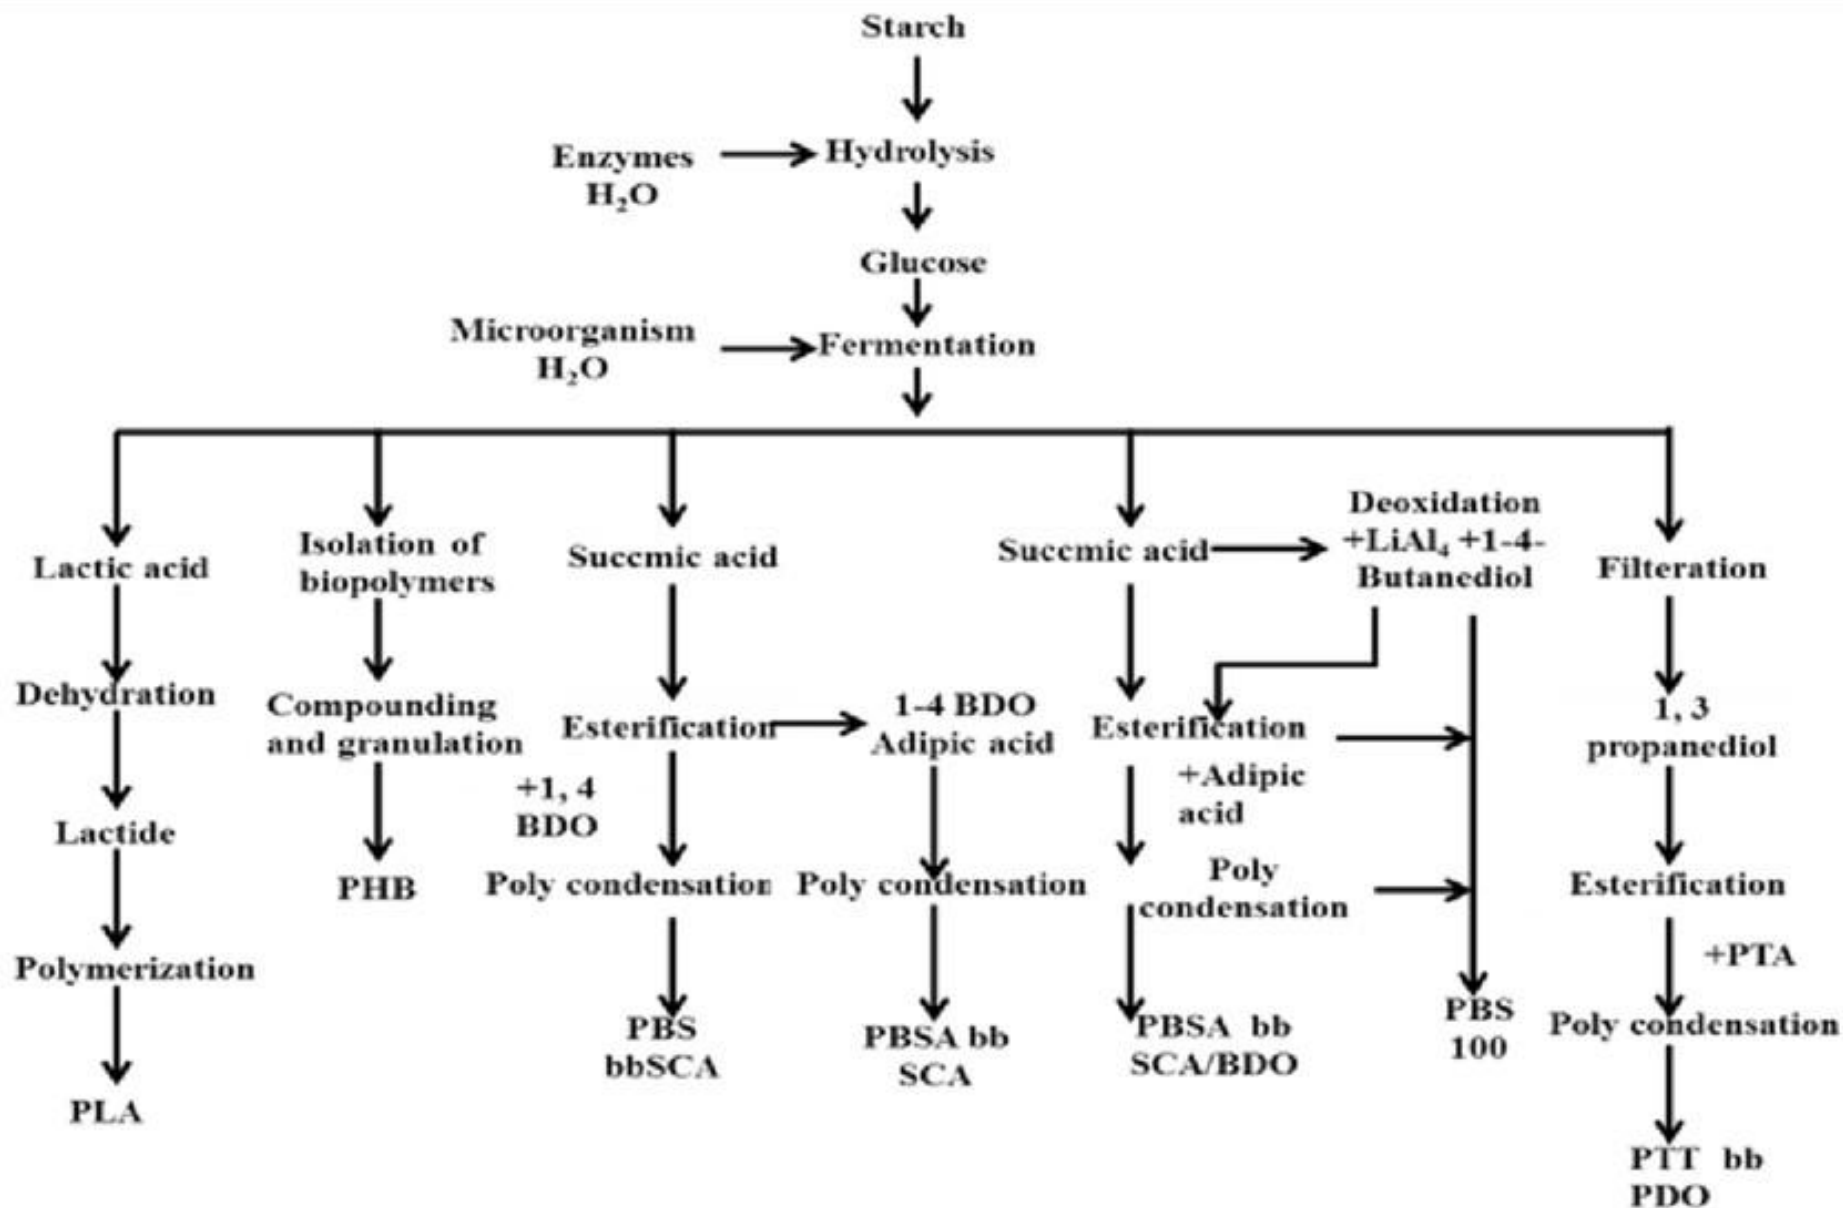 Starch
Enzymes
H₂O
Hydrolysis
Glucose
Microorganism
H₂O
Fermentation
Lactic acid
Dehydration
Lactide
Polymerization
PLA
Isolation of
biopolymers
Compounding
and granulation
PHB
Succmic acid
Esterification
+1, 4
BDO
Poly condensation
PBS
bbSCA
1-4 BDO
Adipic acid
Poly condensation
PBSA bb
SCA
Succmic acid
Esterification
+Adipic
acid
Poly
condensation
PBSA bb
SCA/BDO
Deoxidation
+LiAl₄ +1-4-
Butanediol
PBS
100
Filteration
1, 3
propanediol
Esterification
+PTA
Poly condensation
PTT bb
PDO